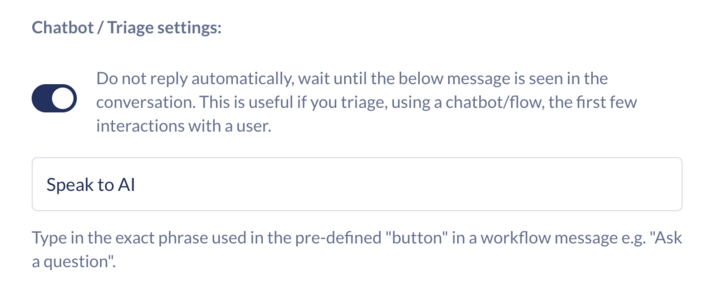 Chatbot / Triage settings:
Do not reply automatically, wait until the below message is seen in the
conversation. This is useful if you triage, using a chatbot/flow, the first few
interactions with a user.
Speak to AI
Type in the exact phrase used in the pre-defined "button" in a workflow message e.g. "Ask
a question".